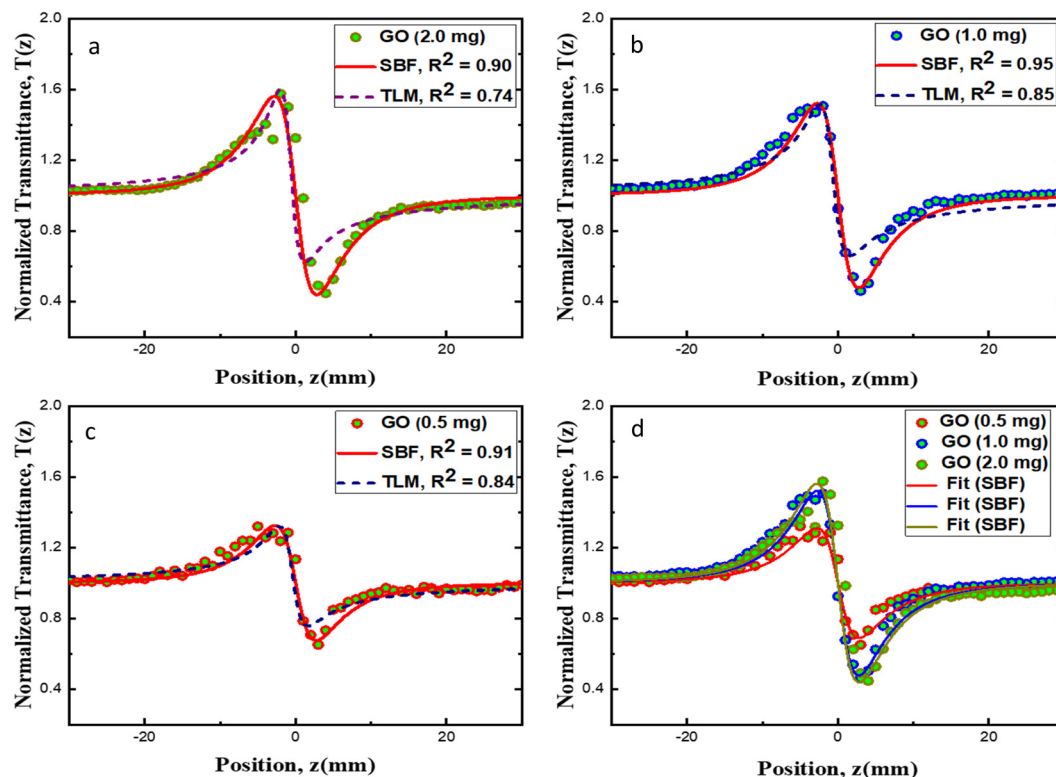 a
GO (2.0 mg)
SBF, R² = 0.90
TLM, R² = 0.74
Normalized Transmittance, T(z)
2.0
1.6
1.2
0.8
0.4
-20
0
20
Position, z(mm)
b
GO (1.0 mg)
SBF, R² = 0.95
TLM, R² = 0.85
Normalized Transmittance, T(z)
2.0
1.6
1.2
0.8
0.4
-20
0
20
Position, z(mm)
c
GO (0.5 mg)
SBF, R² = 0.91
TLM, R² = 0.84
Normalized Transmittance, T(z)
2.0
1.6
1.2
0.8
0.4
-20
0
20
Position, z(mm)
d
GO (0.5 mg)
GO (1.0 mg)
GO (2.0 mg)
Fit (SBF)
Fit (SBF)
Fit (SBF)
Normalized Transmittance, T(z)
2.0
1.6
1.2
0.8
0.4
-20
0
20
Position, z(mm)